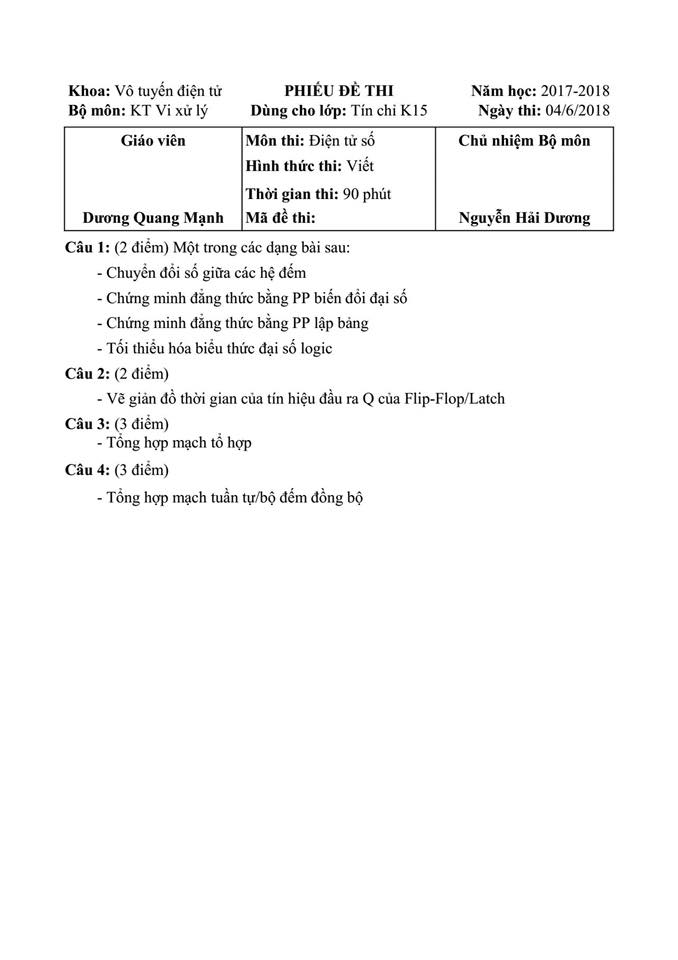 Khoa: Vô tuyến điện tử PHIẾU ĐỀ THI Năm học: 2017-2018
Bộ môn: KT Vi xử lý Dùng cho lớp: Tín chỉ K15 Ngày thi: 04/6/2018
Giáo viên Môn thi: Điện tử số Chủ nhiệm Bộ môn
Hình thức thi: Viết
Thời gian thi: 90 phút
Dương Quang Mạnh Mã đề thi: Nguyễn Hải Dương
Câu 1: (2 điểm) Một trong các dạng bài sau:
- Chuyển đổi số giữa các hệ đếm
- Chứng minh đẳng thức bằng PP biến đổi đại số
- Chứng minh đẳng thức bằng PP lập bảng
- Tối thiểu hóa biểu thức đại số logic
Câu 2: (2 điểm)
- Vẽ giản đồ thời gian của tín hiệu đầu ra Q của Flip-Flop/Latch
Câu 3: (3 điểm)
- Tổng hợp mạch tổ hợp
Câu 4: (3 điểm)
- Tổng hợp mạch tuần tự/bộ đếm đồng bộ